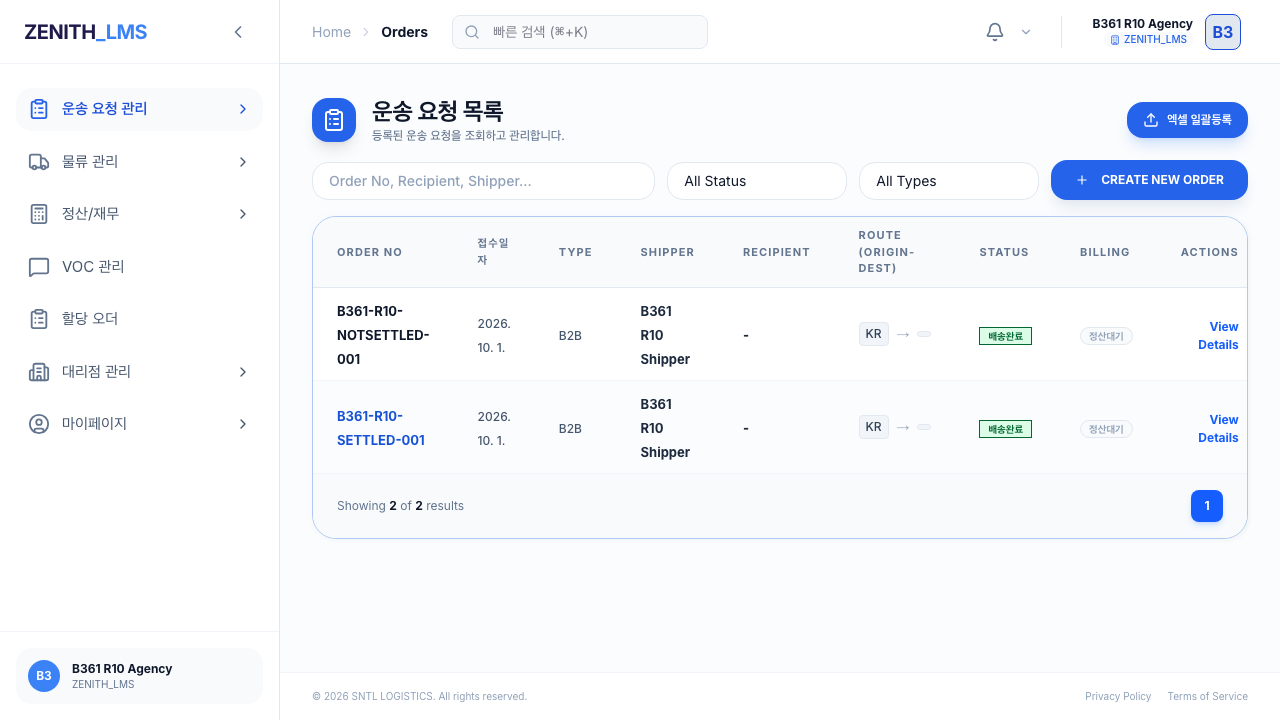 ZENITH_LMS
Home
Orders
빠른 검색 (⌘+K)
B361 R10 Agency
ZENITH_LMS
B3
운송 요청 관리
물류 관리
정산/재무
VOC 관리
할당 오더
대리점 관리
마이페이지
운송 요청 목록
등록된 운송 요청을 조회하고 관리합니다.
엑셀 일괄등록
Order No, Recipient, Shipper...
All Status
All Types
CREATE NEW ORDER
ORDER NO
접수일
자
TYPE
SHIPPER
RECIPIENT
ROUTE
(ORIGIN-
DEST)
STATUS
BILLING
ACTIONS
B361-R10-
NOTSETTLED-
001
2026.
10. 1.
B2B
B361
R10
Shipper
-
KR →
배송완료
정산대기
View
Details
B361-R10-
SETTLED-001
2026.
10. 1.
B2B
B361
R10
Shipper
-
KR →
배송완료
정산대기
View
Details
Showing 2 of 2 results
1
B3
B361 R10 Agency
ZENITH_LMS
© 2026 SNTL LOGISTICS. All rights reserved.
Privacy Policy
Terms of Service